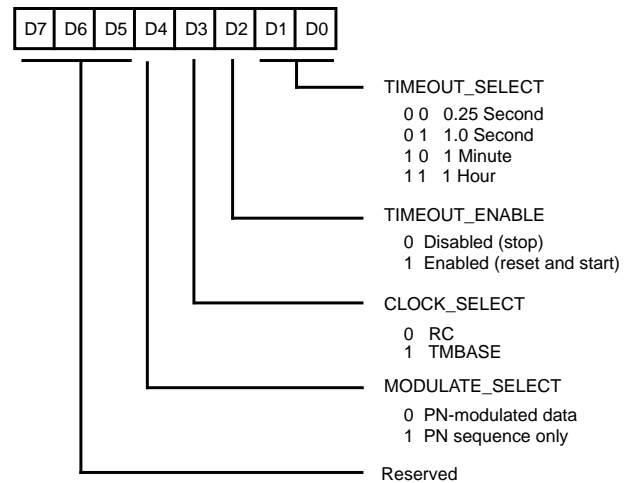 D7 D6 D5 D4 D3 D2 D1 D0
TIMEOUT_SELECT
0 0 0.25 Second
0 1 1.0 Second
1 0 1 Minute
1 1 1 Hour
TIMEOUT_ENABLE
0 Disabled (stop)
1 Enabled (reset and start)
CLOCK_SELECT
0 RC
1 TMBASE
MODULATE_SELECT
0 PN-modulated data
1 PN sequence only
Reserved